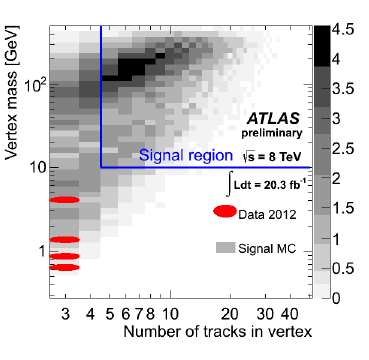 Vertex mass [GeV]
10²
10
1
ATLAS
preliminary
Signal region
√s = 8 TeV
∫Ldt = 20.3 fb⁻¹
Data 2012
Signal MC
3 4 5 6 7 8 10 20 30 40
Number of tracks in vertex
4.5
4
3.5
3
2.5
2
1.5
1
0.5
0